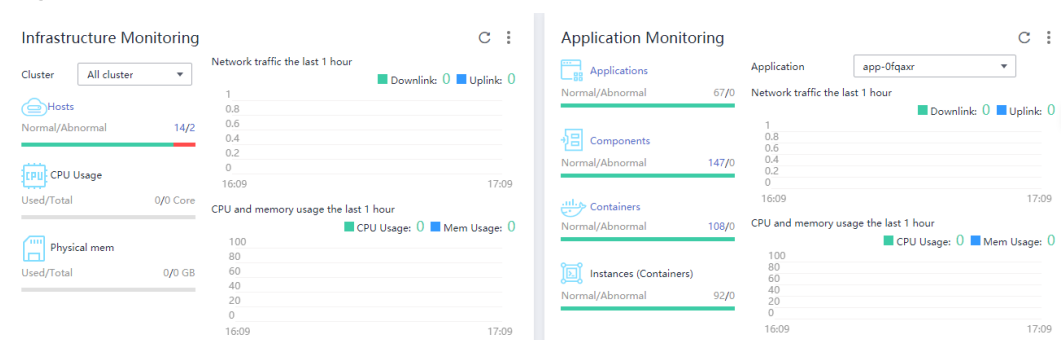 Infrastructure Monitoring
Cluster
All cluster
Hosts
Normal/Abnormal 14/2
CPU
CPU Usage
Used/Total 0/0 Core
Physical mem
Used/Total 0/0 GB
Network traffic the last 1 hour
Downlink: 0 Uplink: 0
1
0.8
0.6
0.4
0.2
0
16:09 17:09
CPU and memory usage the last 1 hour
CPU Usage: 0 Mem Usage: 0
100
80
60
40
20
0
16:09 17:09
Application Monitoring
Applications
Normal/Abnormal 67/0
Components
Normal/Abnormal 147/0
Containers
Normal/Abnormal 108/0
Instances (Containers)
Normal/Abnormal 92/0
Application
app-0fqaxr
Network traffic the last 1 hour
Downlink: 0 Uplink: 0
1
0.8
0.6
0.4
0.2
0
16:09 17:09
CPU and memory usage the last 1 hour
CPU Usage: 0 Mem Usage: 0
100
80
60
40
20
0
16:09 17:09